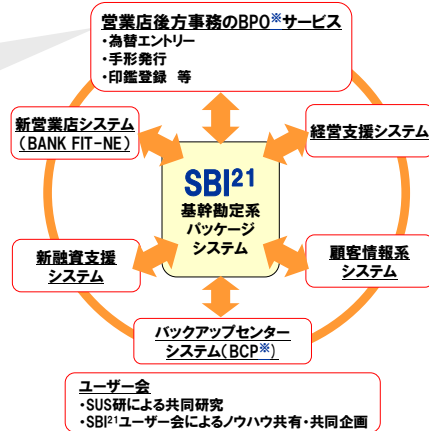 営業店後方事務のBPO※サービス
・為替エントリー
・手形発行
・印鑑登録 等
新営業店システム
(BANK FIT-NE)
経営支援システム
SBI²¹
基幹勘定系
パッケージ
システム
新融資支援
システム
顧客情報系
システム
バックアップセンター
システム(BCP※)
ユーザー会
・SUS研による共同研究
・SBI²¹ユーザー会によるノウハウ共有・共同企画